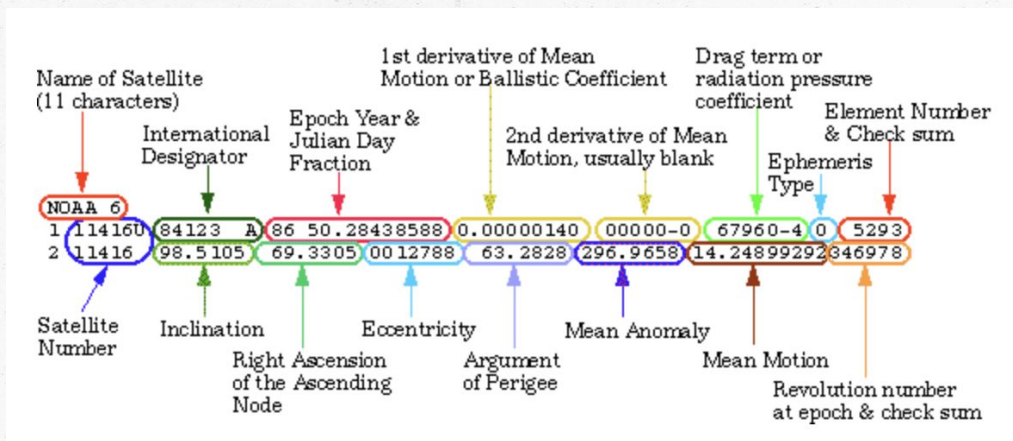 1st derivative of Mean
Motion or Ballistic Coefficient
Drag term or
radiation pressure
coefficient
Name of Satellite
(11 characters)
International
Designator
Epoch Year &
Julian Day
Fraction
2nd derivative of Mean
Motion, usually blank
Element Number
& Check sum
Ephemeris
Type
NOAA 6
1 11416U 84123 A 86 50.28438588 0.00000140 00000-0 67960-4 0 5293
2 11416 98.5105 69.3305 0012788 63.2828 296.9658 14.24899292 346978
Satellite
Number
Inclination
Right Ascension
of the Ascending
Node
Eccentricity
Argument
of Perigee
Mean Anomaly
Mean Motion
Revolution number
at epoch & check sum